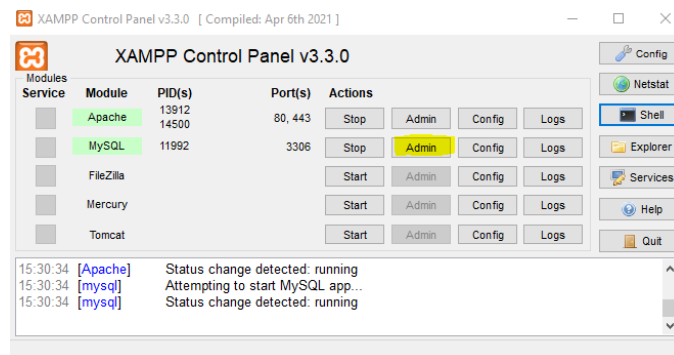 XAMPP Control Panel v3.3.0 [ Compiled: Apr 6th 2021 ]
XAMPP Control Panel v3.3.0
Config
Modules
Service Module PID(s) Port(s) Actions
Netstat
Apache 13912 14500 80, 443 Stop Admin Config Logs
Shell
MySQL 11992 3306 Stop Admin Config Logs
Explorer
FileZilla Start Admin Config Logs
Services
Mercury Start Admin Config Logs
Help
Tomcat Start Admin Config Logs
Quit
15:30:34 [Apache] Status change detected: running
15:30:34 [mysql] Attempting to start MySQL app...
15:30:34 [mysql] Status change detected: running